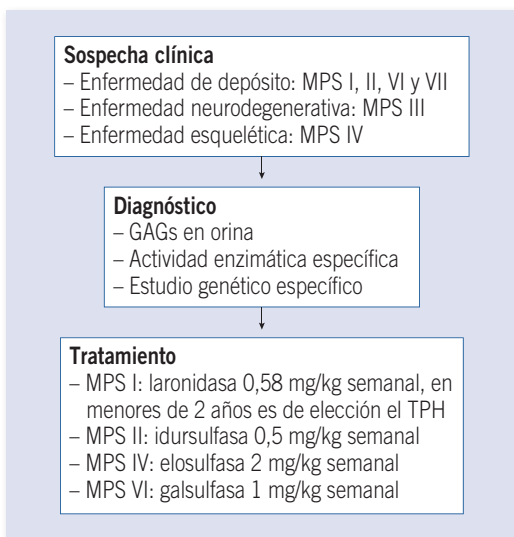 Sospecha clínica
– Enfermedad de depósito: MPS I, II, VI y VII
– Enfermedad neurodegenerativa: MPS III
– Enfermedad esquelética: MPS IV
Diagnóstico
– GAGs en orina
– Actividad enzimática específica
– Estudio genético específico
Tratamiento
– MPS I: laronidasa 0,58 mg/kg semanal, en
menores de 2 años es de elección el TPH
– MPS II: idursulfasa 0,5 mg/kg semanal
– MPS IV: elosulfasa 2 mg/kg semanal
– MPS VI: galsulfasa 1 mg/kg semanal